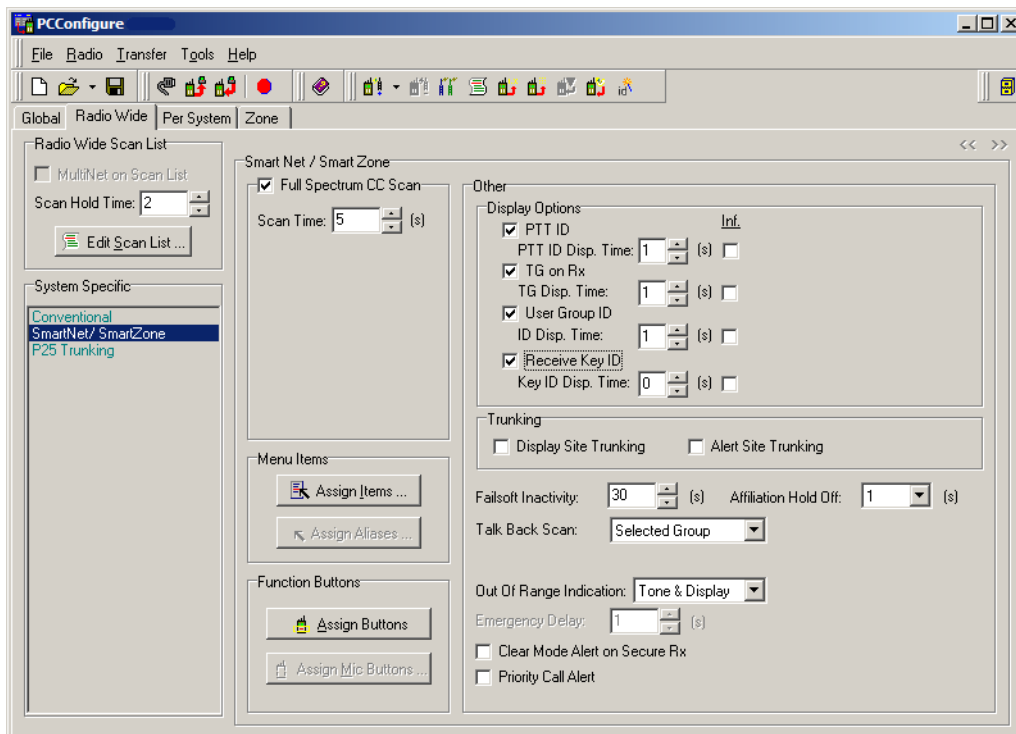 PCConfigure
File Radio Transfer Tools Help
id
Global Radio Wide Per System Zone
Radio Wide Scan List
MultiNet on Scan List
Scan Hold Time: 2
Edit Scan List ...
System Specific
Conventional
SmartNet/ SmartZone
P25 Trunking
<< >>
Smart Net / Smart Zone
Full Spectrum CC Scan
Scan Time: 5 (s)
Menu Items
Assign Items ...
Assign Aliases ...
Function Buttons
Assign Buttons
Assign Mic Buttons ...
Other
Display Options
Inf.
PTT ID
PTT ID Disp. Time: 1 (s)
TG on Rx
TG Disp. Time: 1 (s)
User Group ID
ID Disp. Time: 1 (s)
Receive Key ID
Key ID Disp. Time: 0 (s)
Trunking
Display Site Trunking Alert Site Trunking
Failsoft Inactivity: 30 (s) Affiliation Hold Off: 1 (s)
Talk Back Scan: Selected Group
Out Of Range Indication: Tone & Display
Emergency Delay: 1 (s)
Clear Mode Alert on Secure Rx
Priority Call Alert